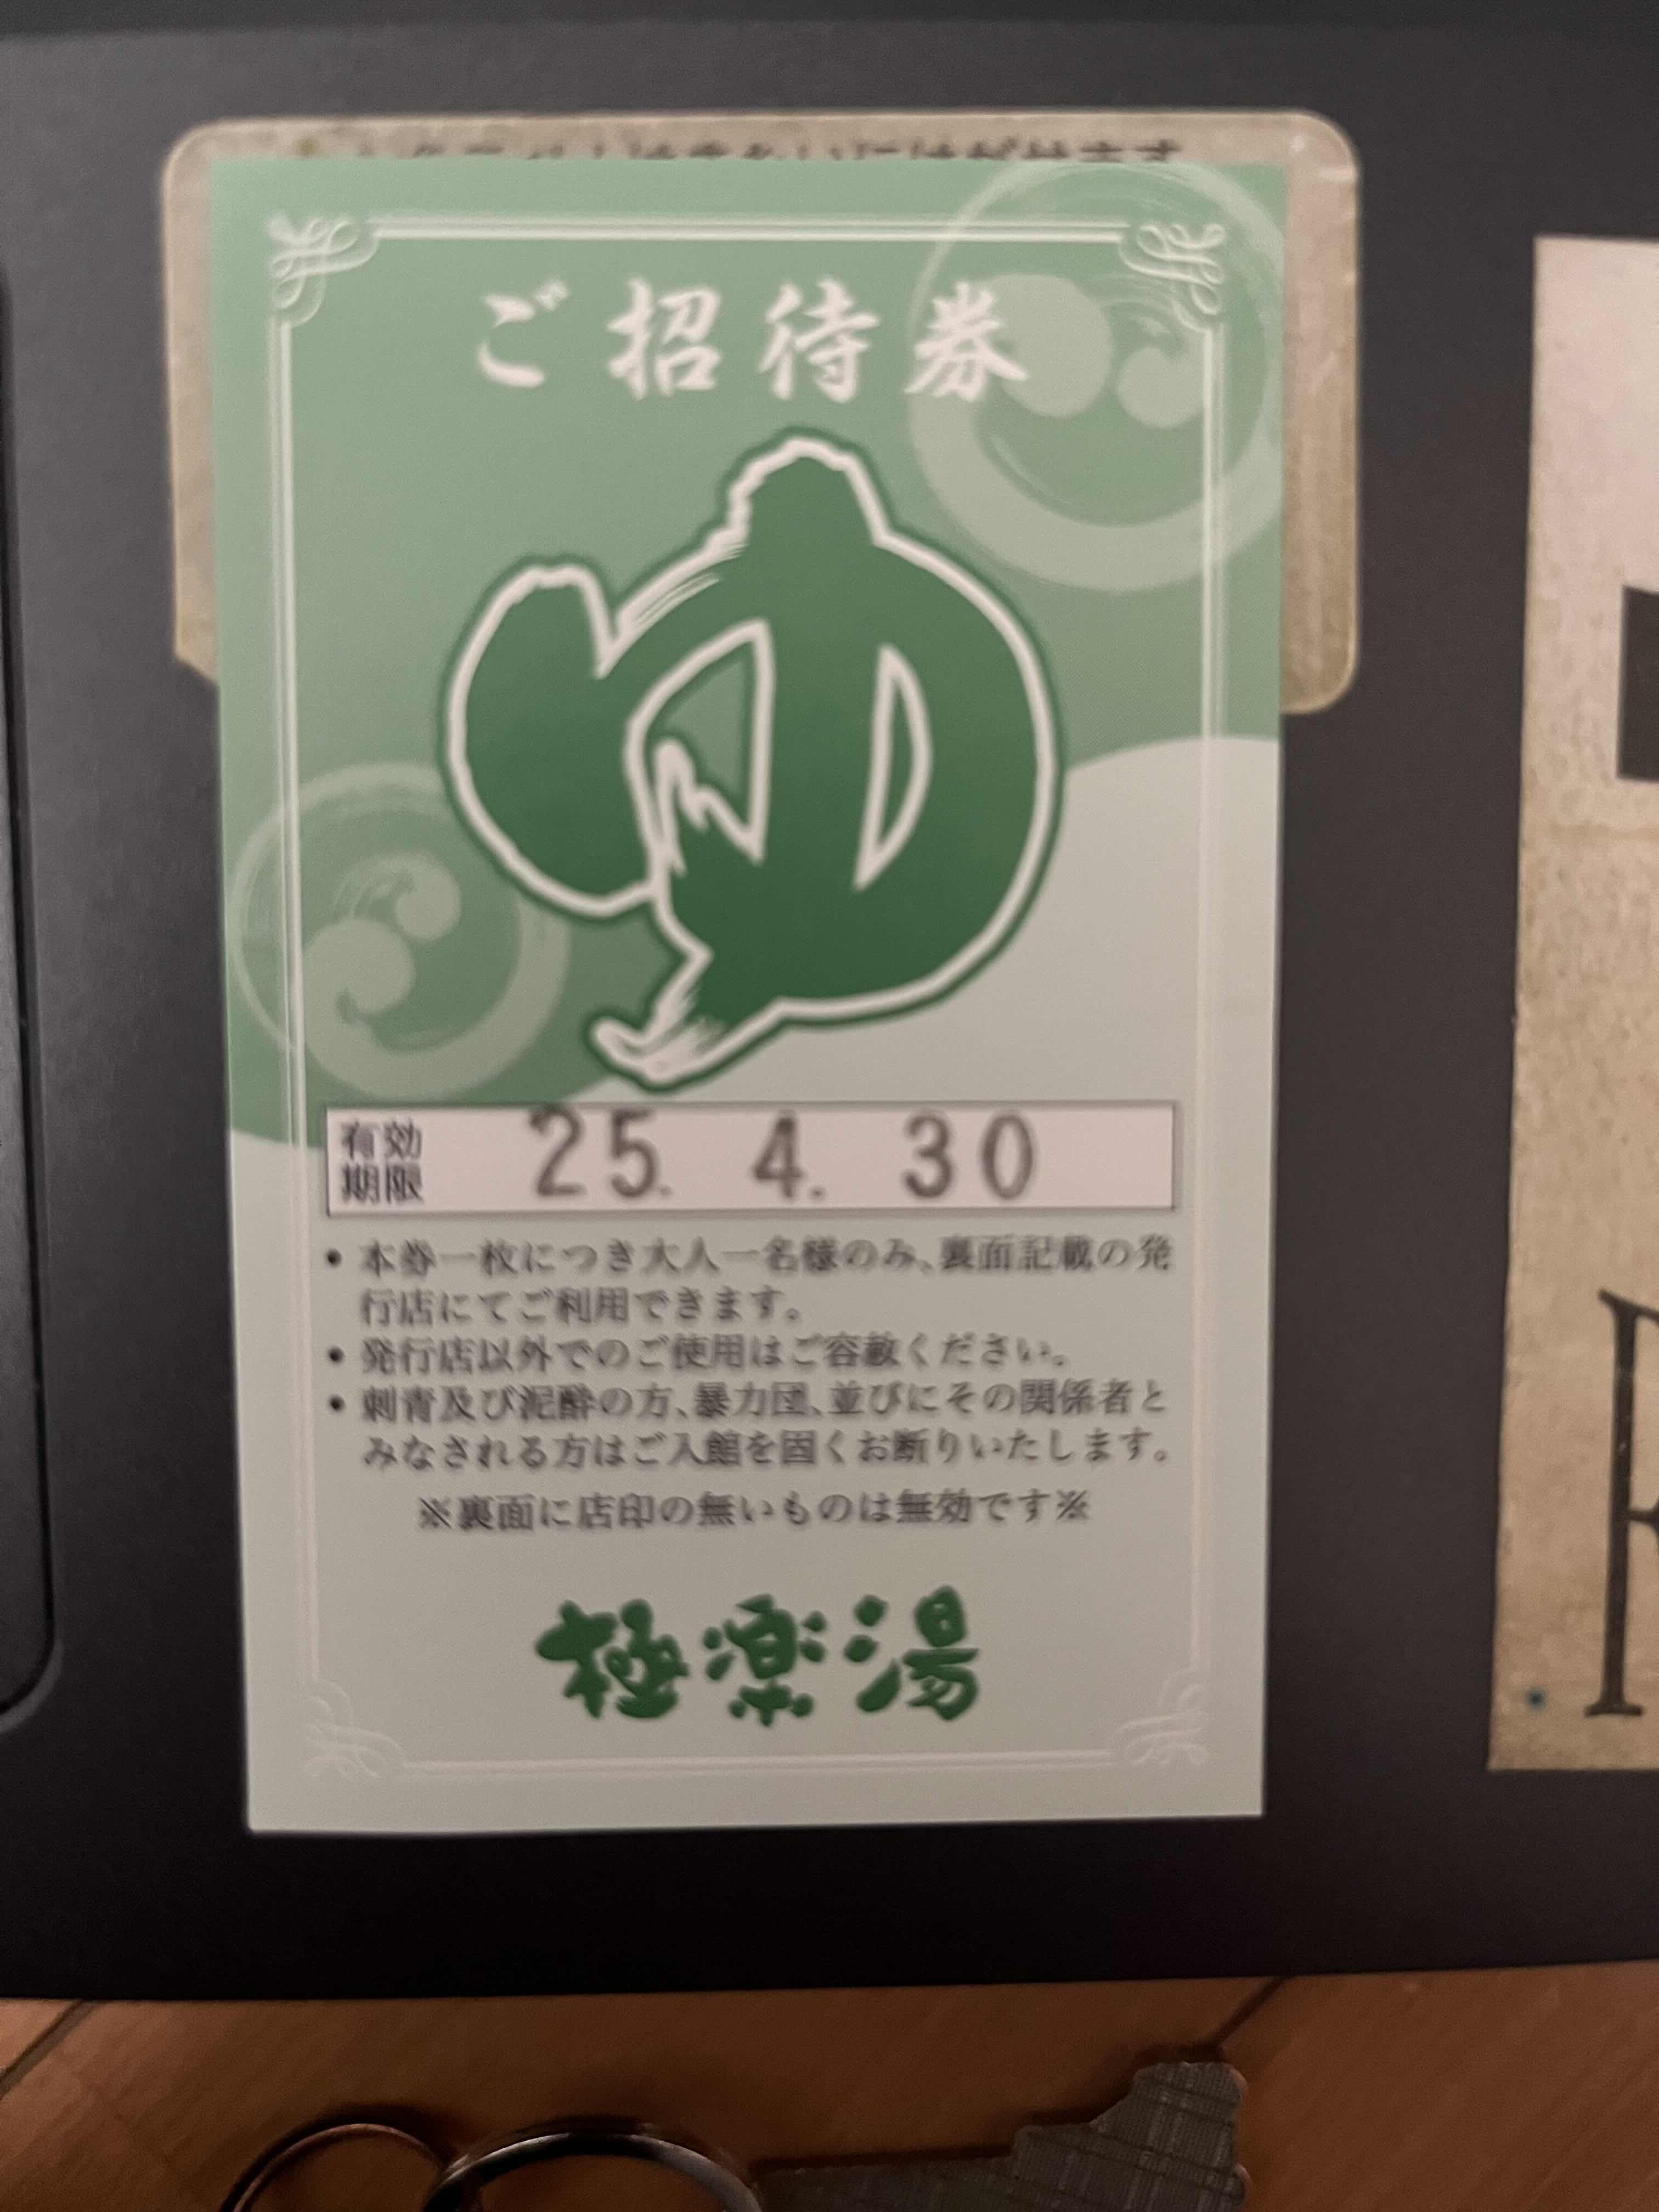 ご招待券
ゆ
有効
期限
25. 4. 30
• 本券一枚につき大人一名様のみ、裏面記載の発
行店にてご利用できます。
• 発行店以外でのご使用はご容赦ください。
• 刺青及び泥酔の方、暴力団、並びにその関係者と
みなされる方はご入館を固くお断りいたします。
※裏面に店印の無いものは無効です※
極楽湯